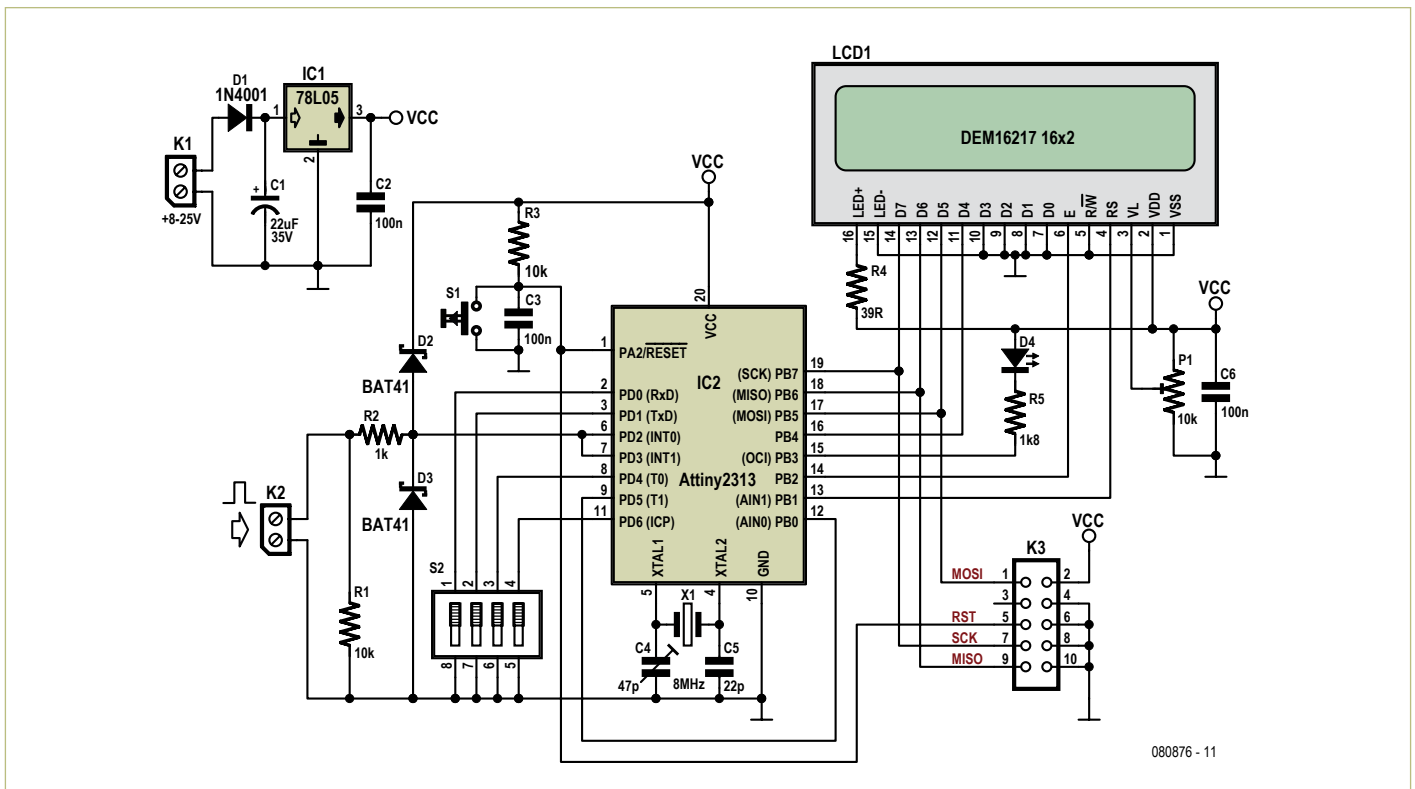 LCD1
DEM16217 16x2
LED+ LED- D7 D6 D5 D4 D3 D2 D1 D0 E R/W RS VL VDD VSS
16 15 14 13 12 11 10 9 8 7 6 5 4 3 2 1
D1
1N4001
IC1
78L05
1
3
2
VCC
K1
+8-25V
+
C1
22uF
35V
C2
100n
VCC
R3
10k
S1
C3
100n
D2
BAT41
R2
1k
D3
BAT41
K2
R1
10k
S2
1 2 3 4
8 7 6 5
20
VCC
IC2
Attiny2313
1 PA2/RESET
2 PD0 (RxD)
3 PD1 (TxD)
6 PD2 (INT0)
7 PD3 (INT1)
8 PD4 (T0)
9 PD5 (T1)
11 PD6 (ICP)
(SCK) PB7 19
(MISO) PB6 18
(MOSI) PB5 17
PB4 16
(OCI) PB3 15
PB2 14
(AIN1) PB1 13
(AIN0) PB0 12
XTAL1 XTAL2 GND
5 4 10
X1
8MHz
C4
47p
C5
22p
R4
39R
D4
R5
1k8
P1
10k
VCC
C6
100n
VCC
K3
MOSI 1 2
3 4
RST 5 6
SCK 7 8
MISO 9 10
080876 - 11